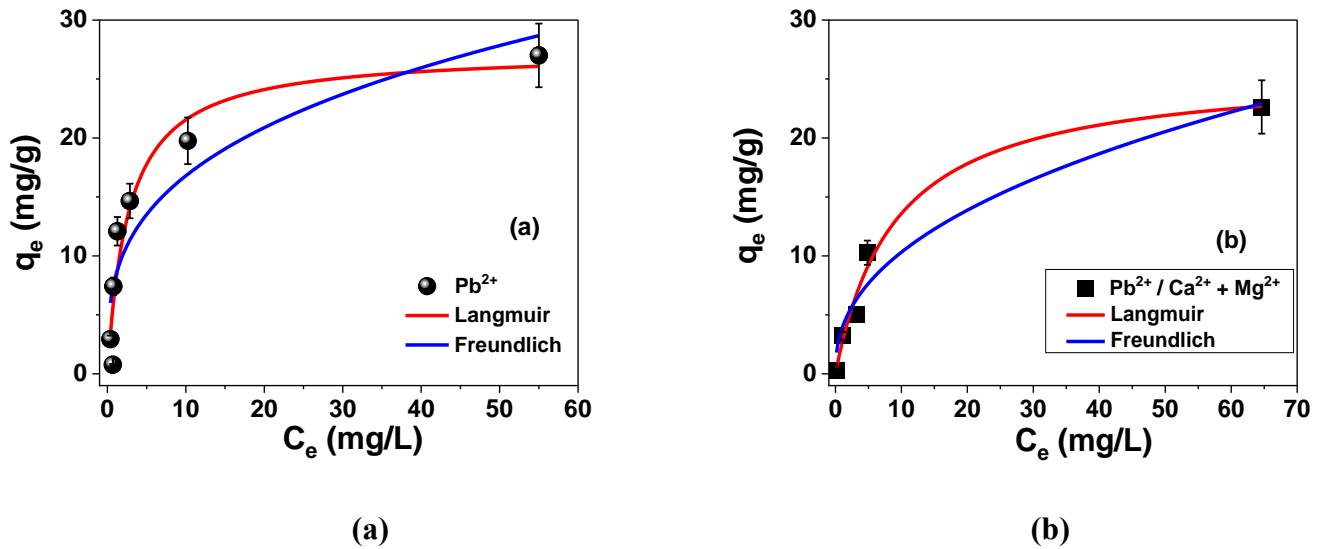 30
20
10
0
qe (mg/g)
(a)
Pb²⁺
Langmuir
Freundlich
0 10 20 30 40 50 60
Ce (mg/L)
(a)
30
20
10
0
qe (mg/g)
(b)
Pb²⁺ / Ca²⁺ + Mg²⁺
Langmuir
Freundlich
0 10 20 30 40 50 60 70
Ce (mg/L)
(b)